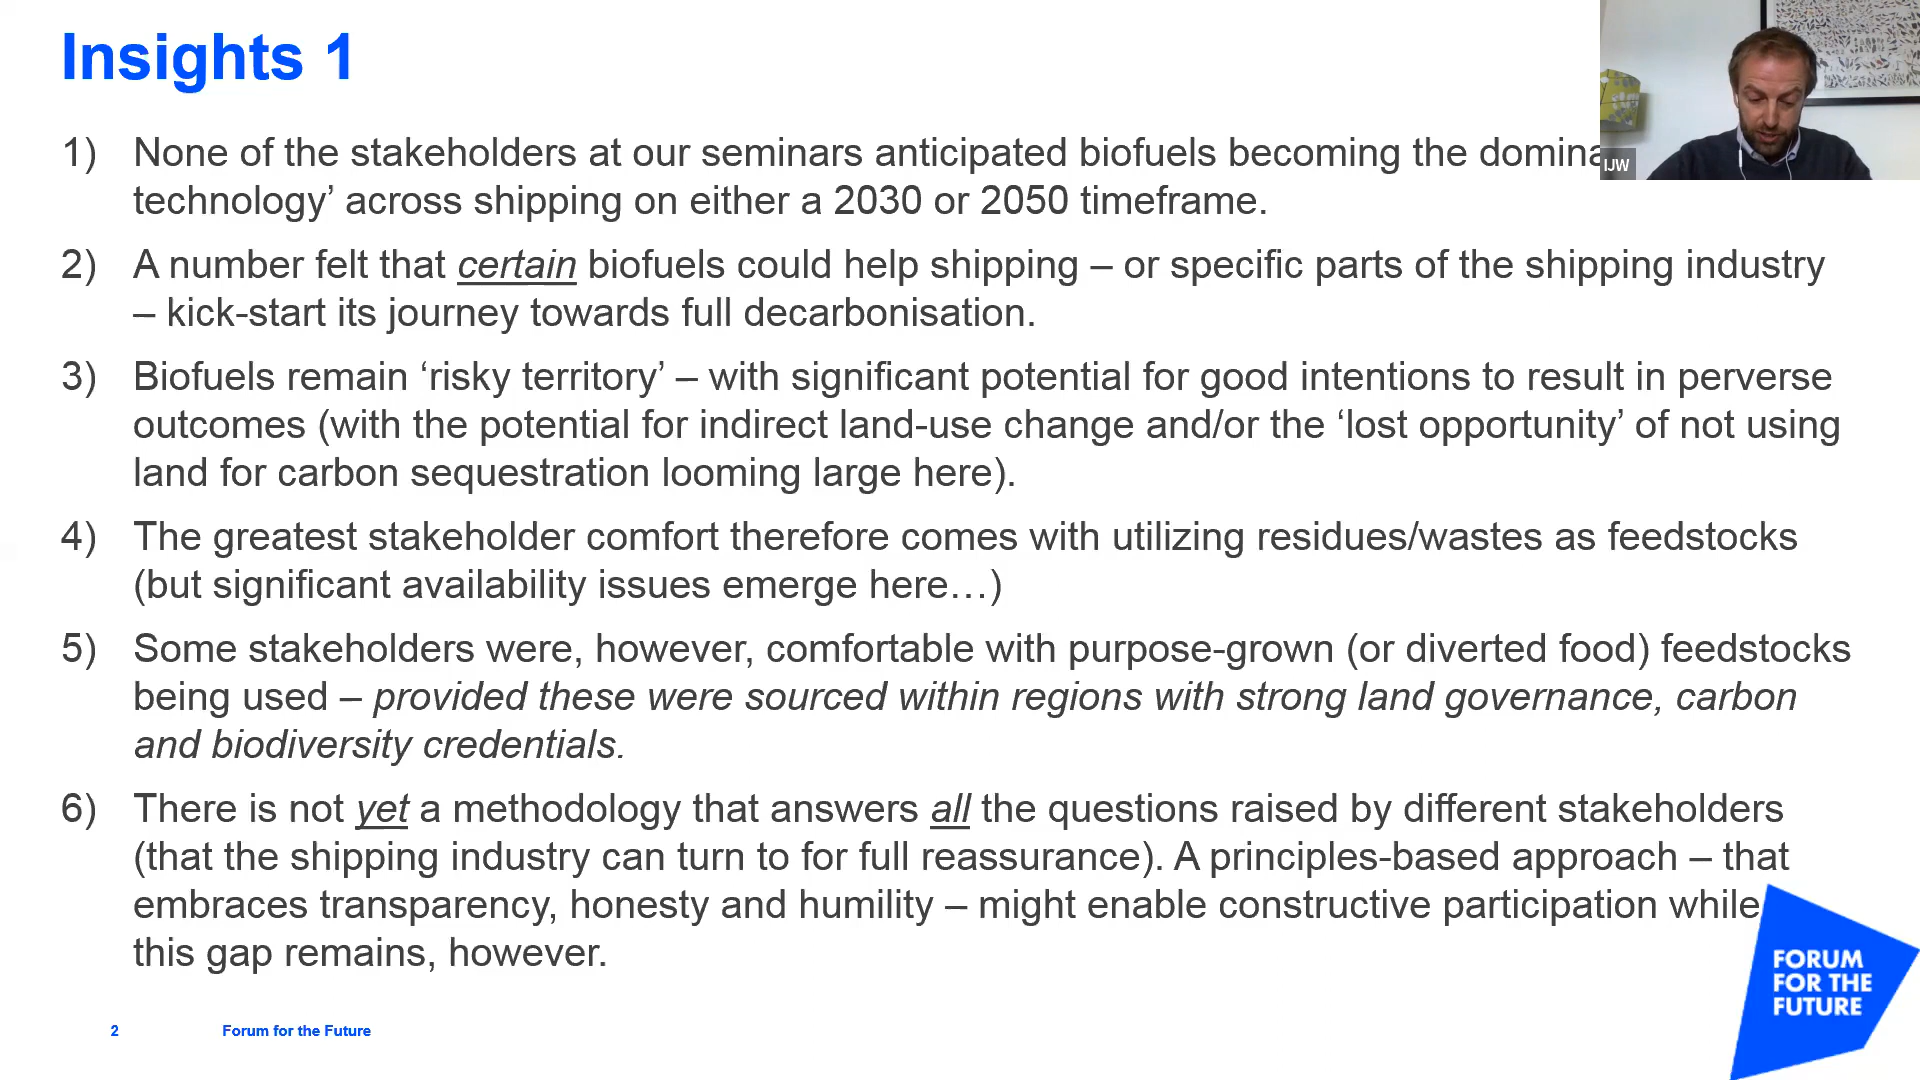 Insights 1
1) None of the stakeholders at our seminars anticipated biofuels becoming the
IJW
technology’ across shipping on either a 2030 or 2050 timeframe.
2) A number felt that certain biofuels could help shipping – or specific parts of the shipping industry
– kick-start its journey towards full decarbonisation.
3) Biofuels remain ‘risky territory’ – with significant potential for good intentions to result in perverse
outcomes (with the potential for indirect land-use change and/or the ‘lost opportunity’ of not using
land for carbon sequestration looming large here).
4) The greatest stakeholder comfort therefore comes with utilizing residues/wastes as feedstocks
(but significant availability issues emerge here…)
5) Some stakeholders were, however, comfortable with purpose-grown (or diverted food) feedstocks
being used – provided these were sourced within regions with strong land governance, carbon
and biodiversity credentials.
6) There is not yet a methodology that answers all the questions raised by different stakeholders
(that the shipping industry can turn to for full reassurance). A principles-based approach – that
embraces transparency, honesty and humility – might enable constructive participation while
this gap remains, however.
FORUM
FOR THE
FUTURE
2 Forum for the Future